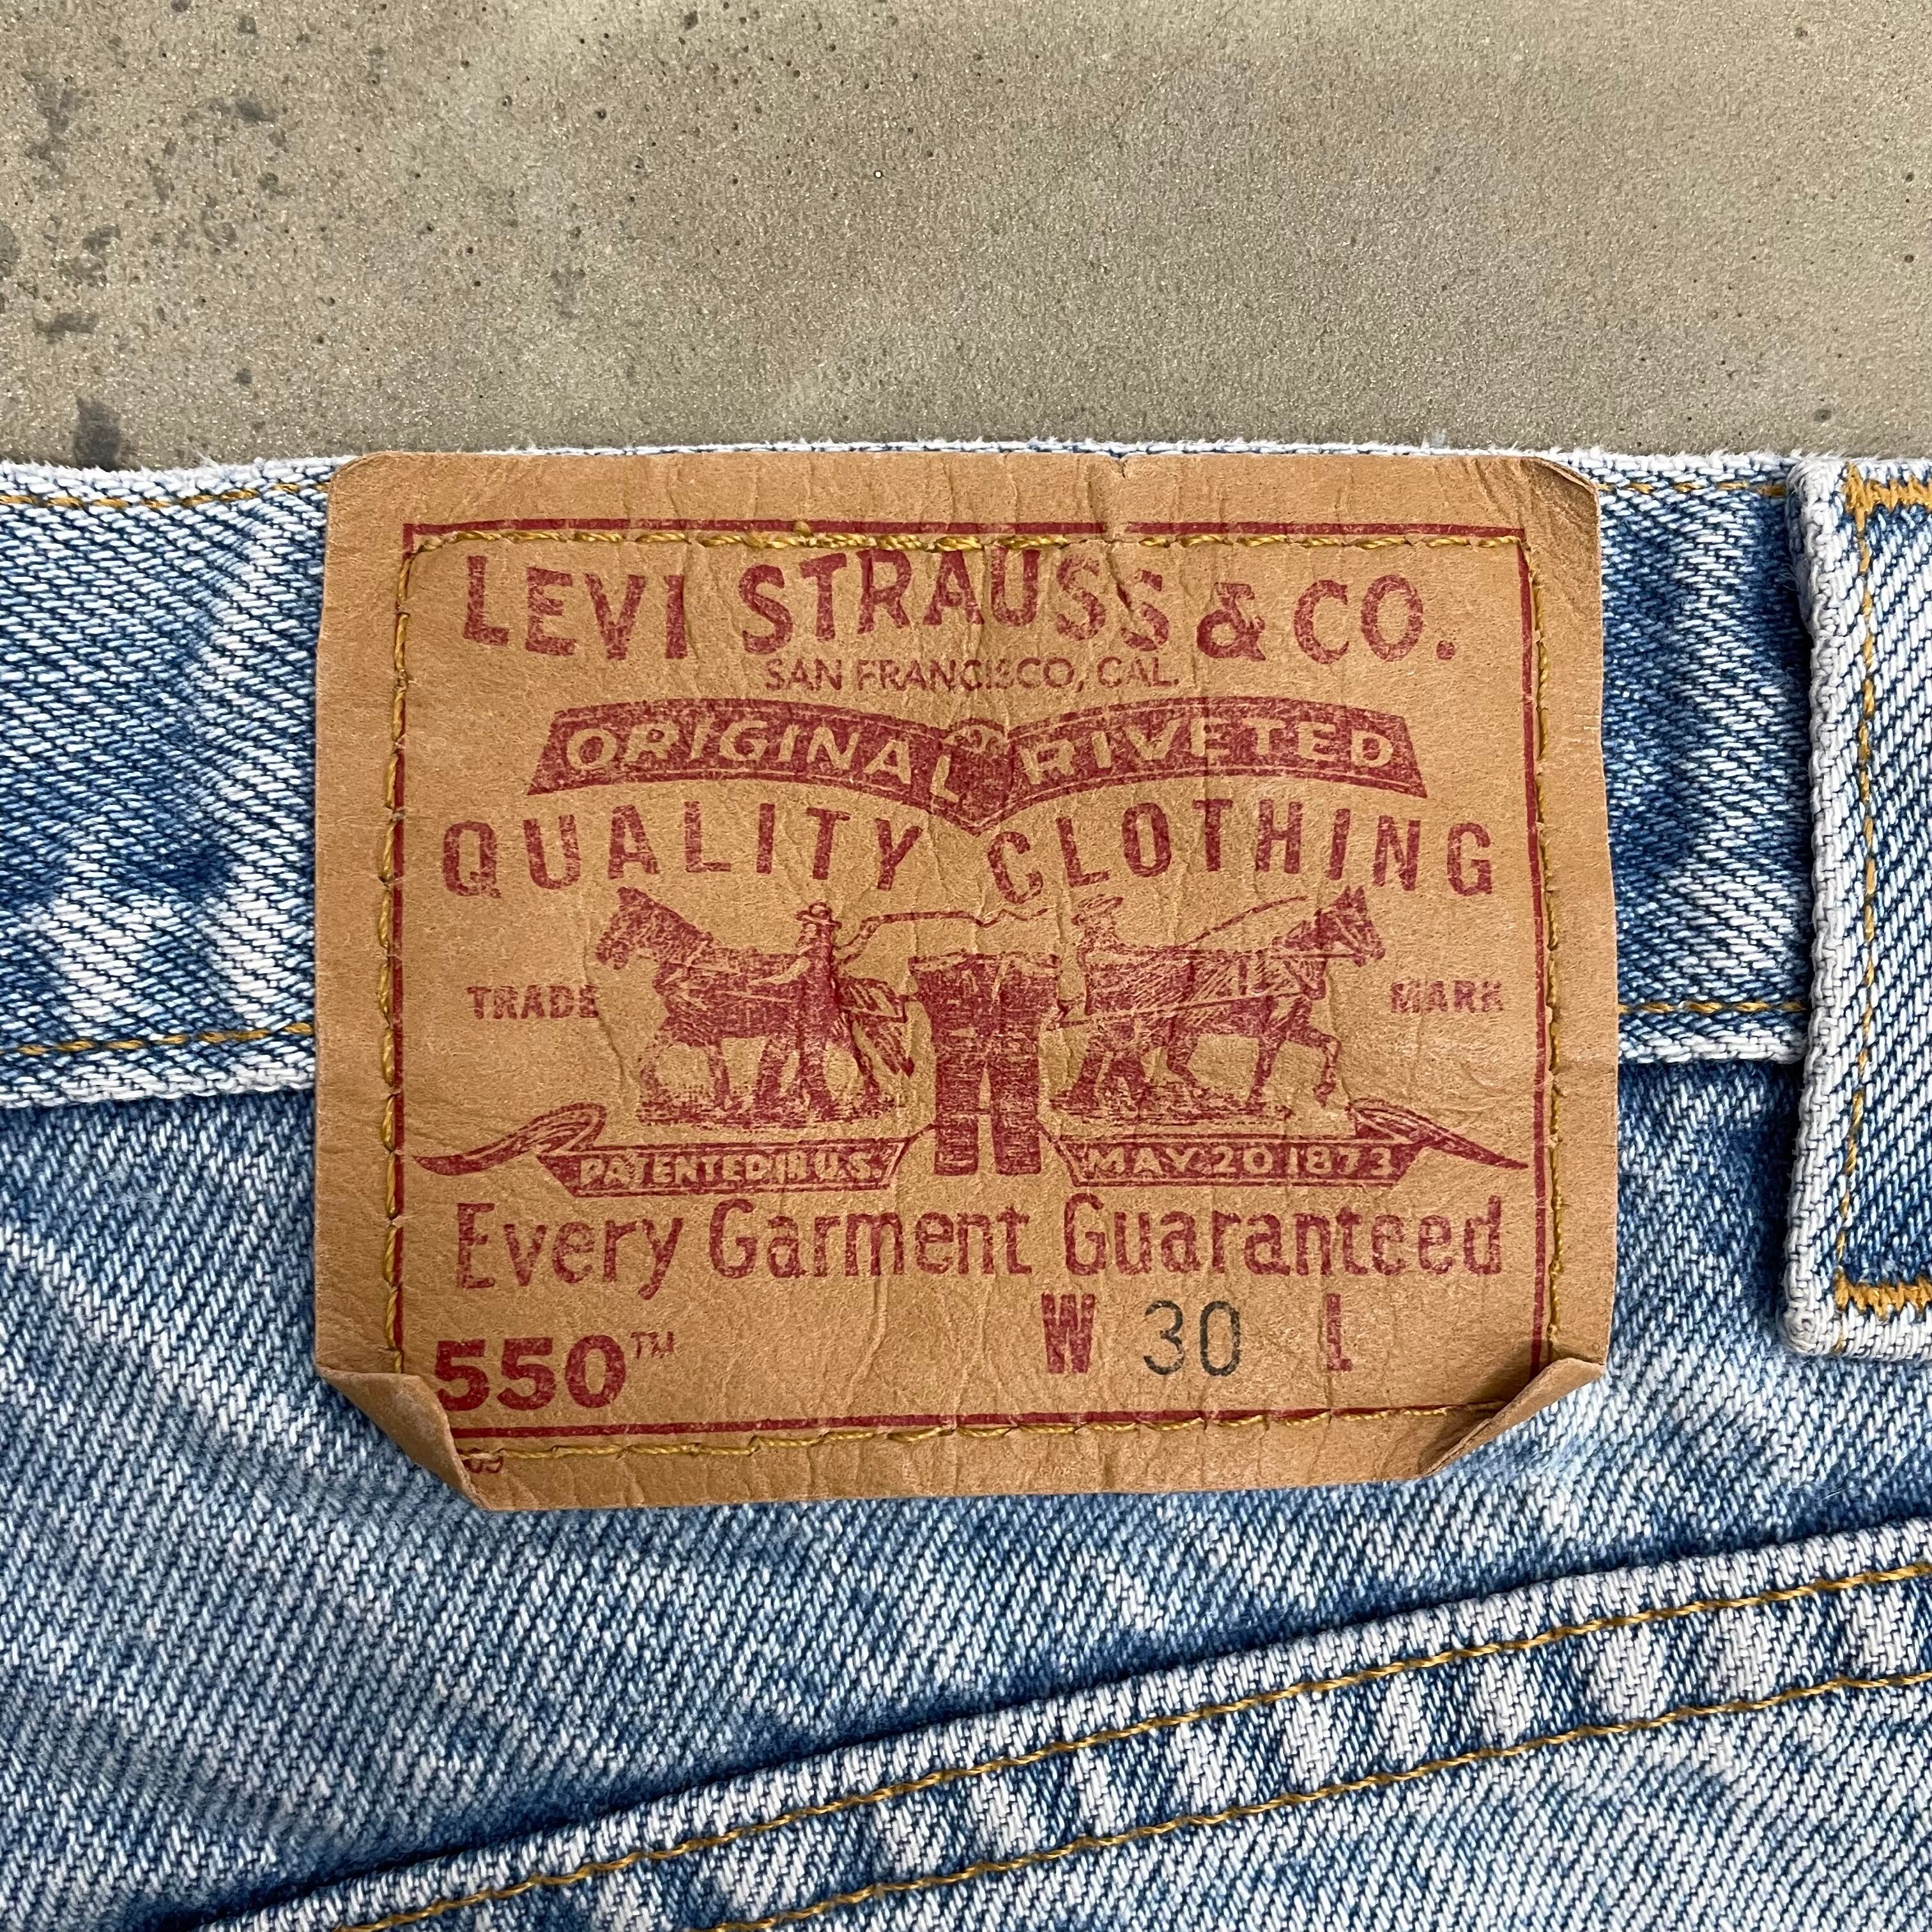 LEVI STRAUSS & CO.
SAN FRANCISCO, CAL.
ORIGINAL RIVETED
QUALITY CLOTHING
TRADE MARK
PATENTED IN U.S. MAY 20 1873
Every Garment Guaranteed
550™ W 30 L